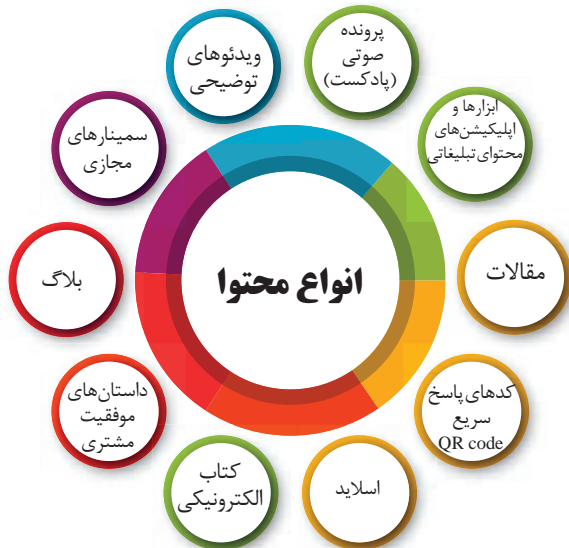 انواع محتوا
پرونده
صوتی
(پادکست)
ابزارها و
اپلیکیشن‌های
محتوای تبلیغاتی
مقالات
کدهای پاسخ
سریع
QR code
اسلاید
کتاب
الکترونیکی
داستان‌های
موفقیت
مشتری
بلاگ
سمینارهای
مجازی
ویدئوهای
توضیحی